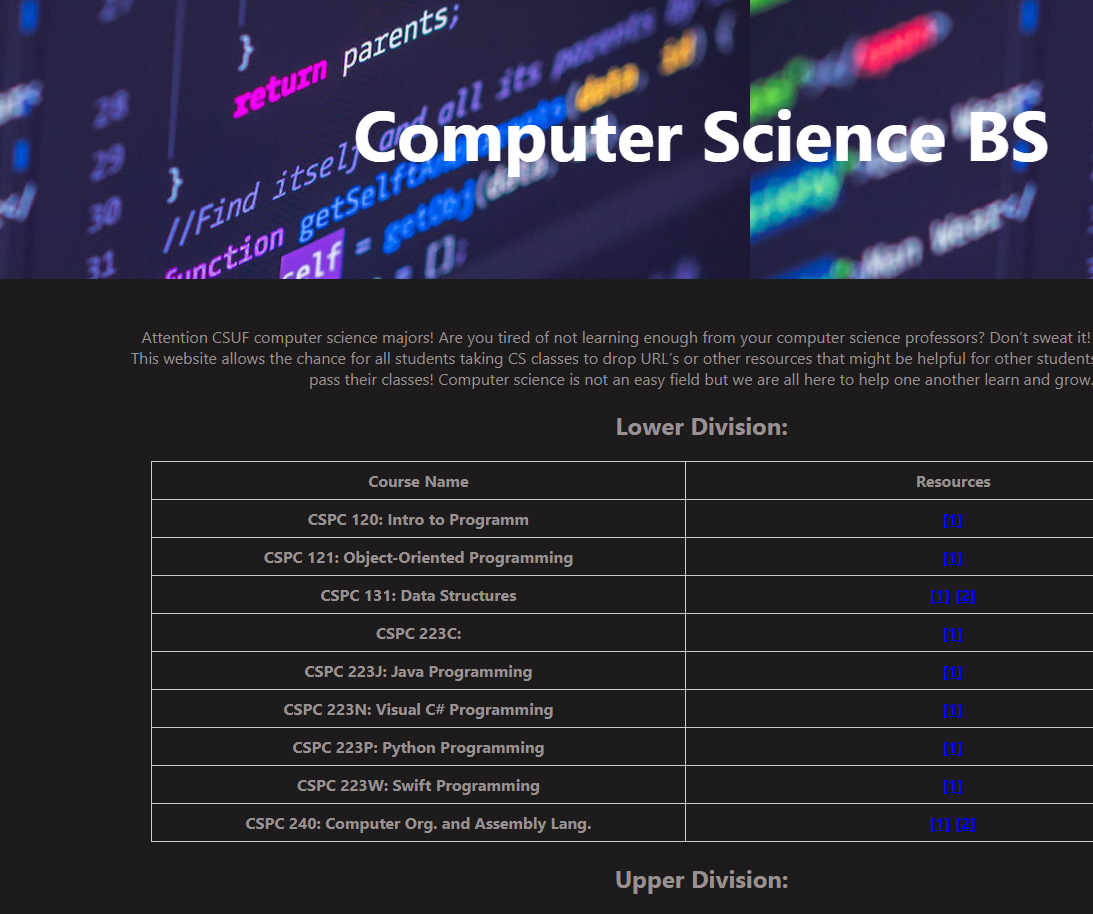 return parents;
}
28
29
}
30
//Find itself and all its parents
function getSelf
31
self = getObj(data,
= [];
Computer Science BS
Attention CSUF computer science majors! Are you tired of not learning enough from your computer science professors? Don't sweat it!
This website allows the chance for all students taking CS classes to drop URL's or other resources that might be helpful for other students
pass their classes! Computer science is not an easy field but we are all here to help one another learn and grow.
Lower Division:
Course Name Resources
CSPC 120: Intro to Programm [1]
CSPC 121: Object-Oriented Programming [1]
CSPC 131: Data Structures [1] [2]
CSPC 223C: [1]
CSPC 223J: Java Programming [1]
CSPC 223N: Visual C# Programming [1]
CSPC 223P: Python Programming [1]
CSPC 223W: Swift Programming [1]
CSPC 240: Computer Org. and Assembly Lang. [1] [2]
Upper Division: